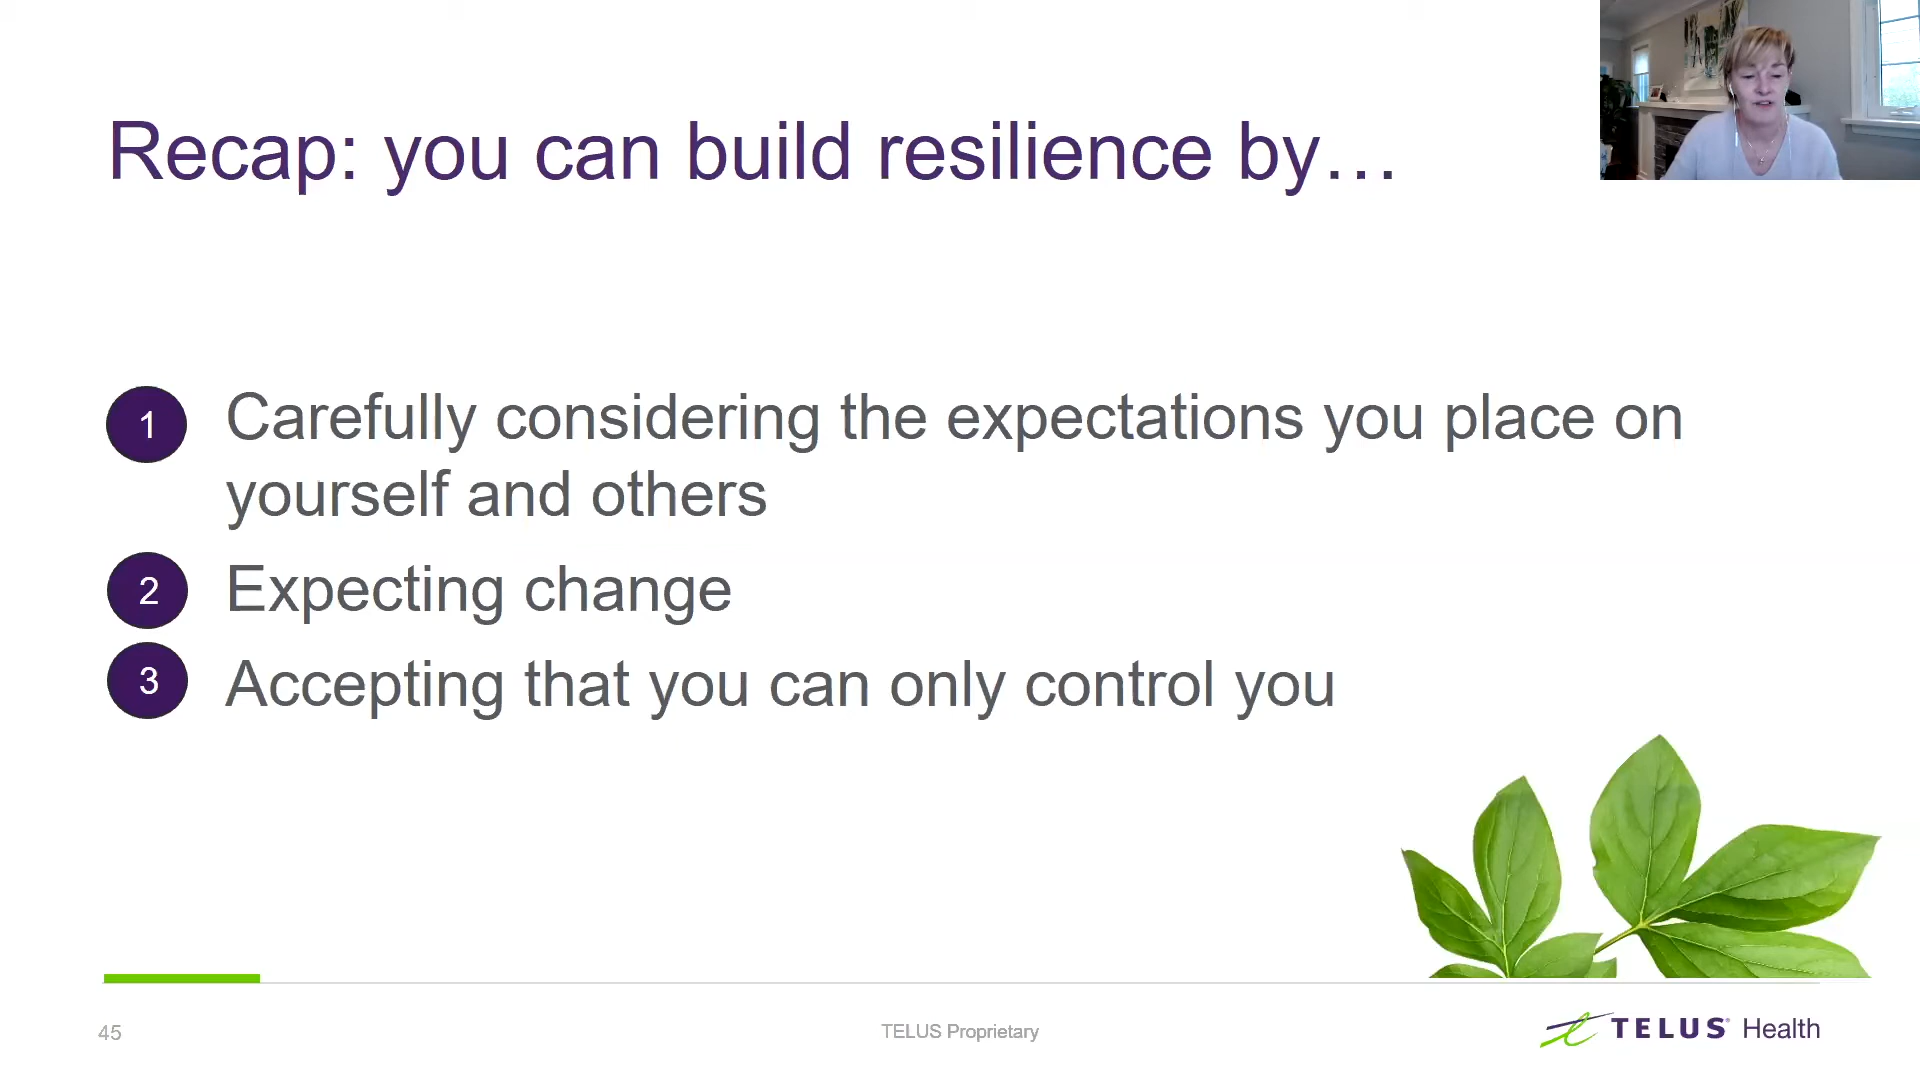 Recap: you can build resilience by…
1 Carefully considering the expectations you place on
yourself and others
2 Expecting change
3 Accepting that you can only control you
45
TELUS Proprietary
TELUS® Health